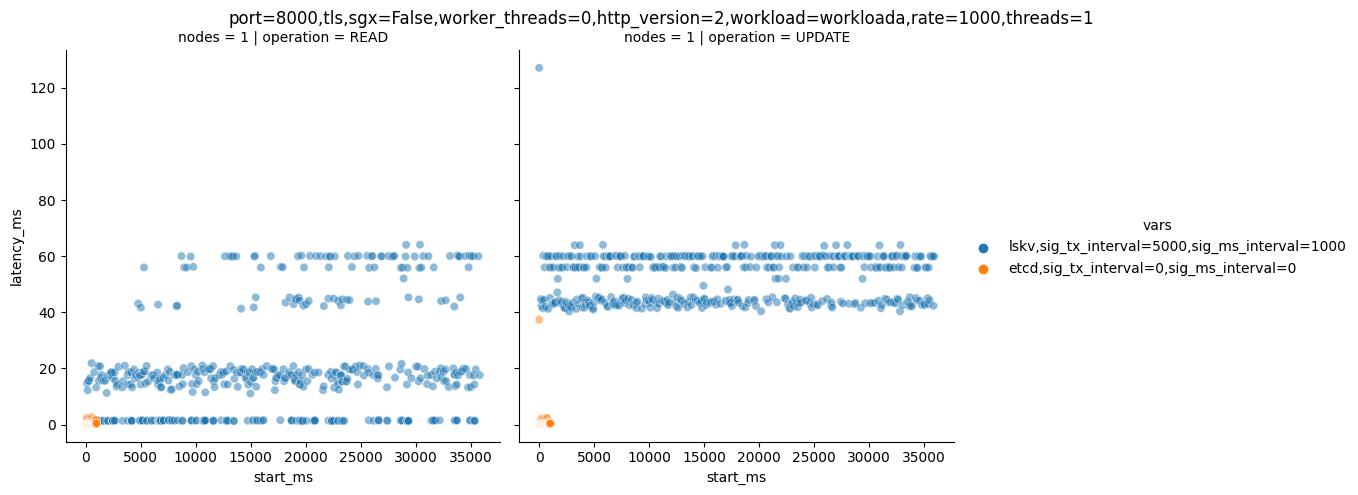 port=8000,tls,sgx=False,worker_threads=0,http_version=2,workload=workloada,rate=1000,threads=1
nodes = 1 | operation = READ
nodes = 1 | operation = UPDATE
latency_ms
120
100
80
60
40
20
0
0 5000 10000 15000 20000 25000 30000 35000
start_ms
0 5000 10000 15000 20000 25000 30000 35000
start_ms
vars
lskv,sig_tx_interval=5000,sig_ms_interval=1000
etcd,sig_tx_interval=0,sig_ms_interval=0